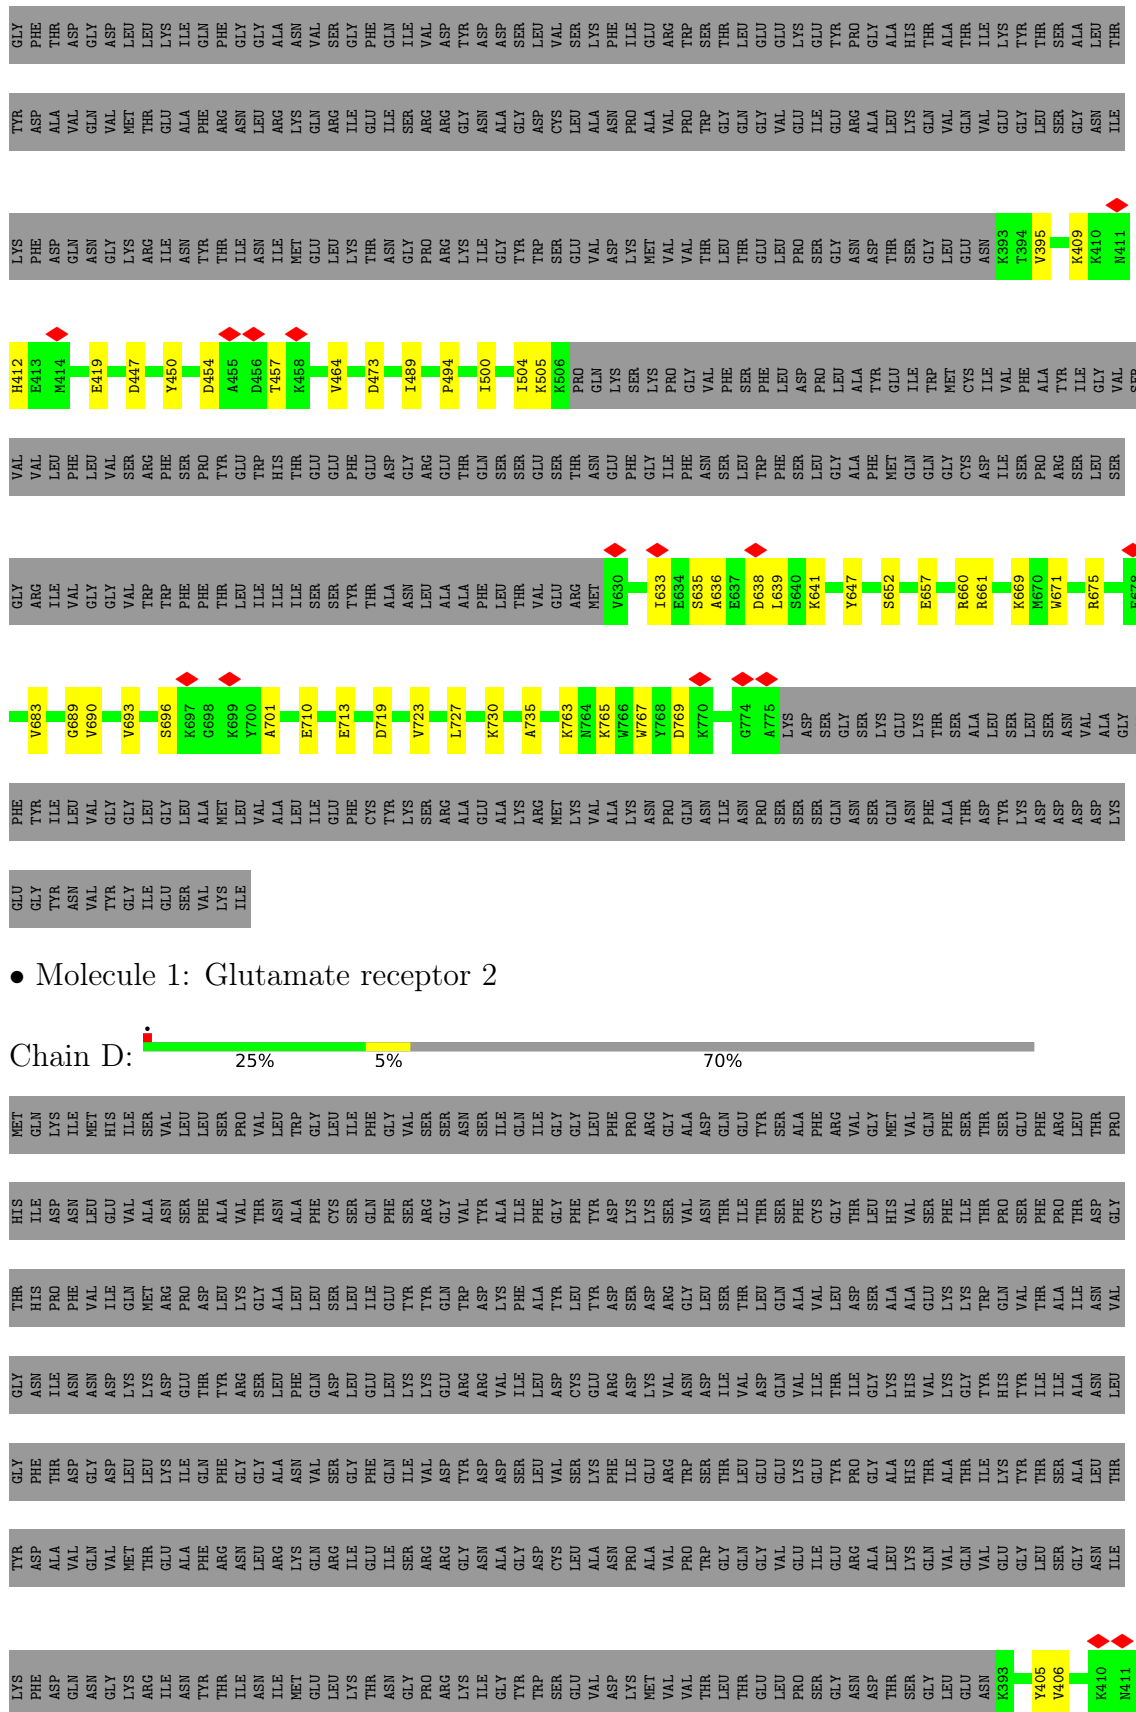 GLY PHE THR ASP GLY ASP LEU LEU LYS ILE GLN PHE GLY GLY ALA ASN VAL SER GLY PHE GLN ILE VAL ASP TYR ASP ASP SER LEU VAL SER LYS PHE ILE GLU ARG TRP SER THR LEU GLU GLU LYS GLU TYR PRO GLY ALA HIS THR ALA THR ILE LYS TYR THR SER ALA LEU THR
TYR ASP ALA VAL GLN VAL MET THR GLU ALA PHE ARG ASN LEU ARG LYS GLN ARG ILE GLU ILE SER ARG ARG GLY ASN ALA GLY ASP CYS LEU ALA ASN PRO ALA VAL PRO TRP GLY GLN GLY VAL GLU ILE GLU ARG ALA LEU LYS GLN VAL GLN VAL GLU GLY LEU SER GLY ASN ILE
LYS PHE ASP GLN ASN GLY LYS ARG ILE ASN TYR THR ILE ASN ILE MET GLU LEU LYS THR ASN GLY PRO ARG LYS ILE GLY TYR TRP SER GLU VAL ASP LYS MET VAL VAL THR LEU THR GLU LEU PRO SER GLY ASN ASP THR SER GLY LEU GLU ASN K393 T394 V395 K409 K410 N411
H412 E413 M414 E419 D447 Y450 D454 A455 D456 T457 K458 V464 D473 I489 P494 I500 I504 K505 K506 PRO GLN LYS SER LYS PRO GLY VAL PHE SER PHE LEU ASP PRO LEU ALA TYR GLU ILE TRP MET CYS ILE VAL PHE ALA TYR ILE GLY VAL SER
VAL VAL LEU PHE LEU VAL SER ARG PHE SER PRO TYR GLU TRP HIS THR GLU GLU PHE GLU ASP GLY ARG GLU THR GLN SER SER GLU SER THR ASN GLU PHE GLY ILE PHE ASN SER LEU TRP PHE SER LEU GLY ALA PHE MET GLN GLN GLY CYS ASP ILE SER PRO ARG SER LEU SER
GLY ARG ILE VAL GLY GLY VAL TRP TRP PHE PHE THR LEU ILE ILE ILE SER SER TYR THR ALA ASN LEU ALA ALA PHE LEU THR VAL GLU ARG MET V630 I633 E634 S635 A636 E637 D638 L639 S640 K641 Y647 S652 E657 R660 R661 K669 M670 W671 R675 E678
V683 G689 V690 V693 S696 K697 G698 K699 Y700 A701 E710 E713 D719 V723 L727 K730 A735 K763 N764 K765 W766 W767 Y768 D769 K770 G774 A775 LYS ASP SER GLY SER LYS GLU LYS THR SER ALA LEU SER LEU SER ASN VAL ALA GLY
PHE TYR ILE LEU VAL GLY GLY LEU GLY LEU ALA MET LEU VAL ALA LEU ILE GLU PHE CYS TYR LYS SER ARG ALA GLU ALA LYS ARG MET LYS VAL ALA LYS ASN PRO GLN ASN ILE ASN PRO SER SER SER GLN ASN SER GLN ASN PHE ALA THR ASP TYR LYS ASP ASP ASP ASP LYS
GLU GLY TYR ASN VAL TYR GLY ILE GLU SER VAL LYS ILE
• Molecule 1: Glutamate receptor 2
Chain D: 25% 5% 70%
MET GLN LYS ILE MET HIS ILE SER VAL LEU LEU SER PRO VAL LEU TRP GLY LEU ILE PHE GLY VAL SER SER ASN SER ILE GLN ILE GLY GLY LEU PHE PRO ARG GLY ALA ASP GLN GLU TYR SER ALA PHE ARG VAL GLY MET VAL GLN PHE SER THR SER GLU PHE ARG LEU THR PRO
HIS ILE ASP ASN LEU GLU VAL ALA ASN SER PHE ALA VAL THR ASN ALA PHE CYS SER GLN PHE SER ARG GLY VAL TYR ALA ILE PHE GLY PHE TYR ASP LYS LYS SER VAL ASN THR ILE THR SER PHE CYS GLY THR LEU HIS VAL SER PHE ILE THR PRO SER PHE PRO THR ASP GLY
THR HIS PRO PHE VAL ILE GLN MET ARG PRO ASP LEU LYS GLY ALA LEU LEU SER LEU ILE GLU TYR TYR GLN TRP ASP LYS PHE ALA TYR LEU TYR ASP SER ASP ARG GLY LEU SER THR LEU GLN ALA VAL LEU ASP SER ALA ALA GLU LYS LYS TRP GLN VAL THR ALA ILE ASN VAL
GLY ASN ILE ASN ASN ASP LYS LYS ASP GLU THR TYR ARG SER LEU PHE GLN ASP LEU GLU LEU LYS LYS GLU ARG ARG VAL ILE LEU ASP CYS GLU ARG ASP LYS VAL ASN ASP ILE VAL ASP GLN VAL ILE THR ILE GLY LYS HIS VAL LYS GLY TYR HIS TYR ILE ILE ALA ASN LEU
GLY PHE THR ASP GLY ASP LEU LEU LYS ILE GLN PHE GLY GLY ALA ASN VAL SER GLY PHE GLN ILE VAL ASP TYR ASP ASP SER LEU VAL SER LYS PHE ILE GLU ARG TRP SER THR LEU GLU GLU LYS GLU TYR PRO GLY ALA HIS THR ALA THR ILE LYS TYR THR SER ALA LEU THR
TYR ASP ALA VAL GLN VAL MET THR GLU ALA PHE ARG ASN LEU ARG LYS GLN ARG ILE GLU ILE SER ARG ARG GLY ASN ALA GLY ASP CYS LEU ALA ASN PRO ALA VAL PRO TRP GLY GLN GLY VAL GLU ILE GLU ARG ALA LEU LYS GLN VAL GLN VAL GLU GLY LEU SER GLY ASN ILE
LYS PHE ASP GLN ASN GLY LYS ARG ILE ASN TYR THR ILE ASN ILE MET GLU LEU LYS THR ASN GLY PRO ARG LYS ILE GLY TYR TRP SER GLU VAL ASP LYS MET VAL VAL THR LEU THR GLU LEU PRO SER GLY ASN ASP THR SER GLY LEU GLU ASN K393 Y405 V406 K410 N411